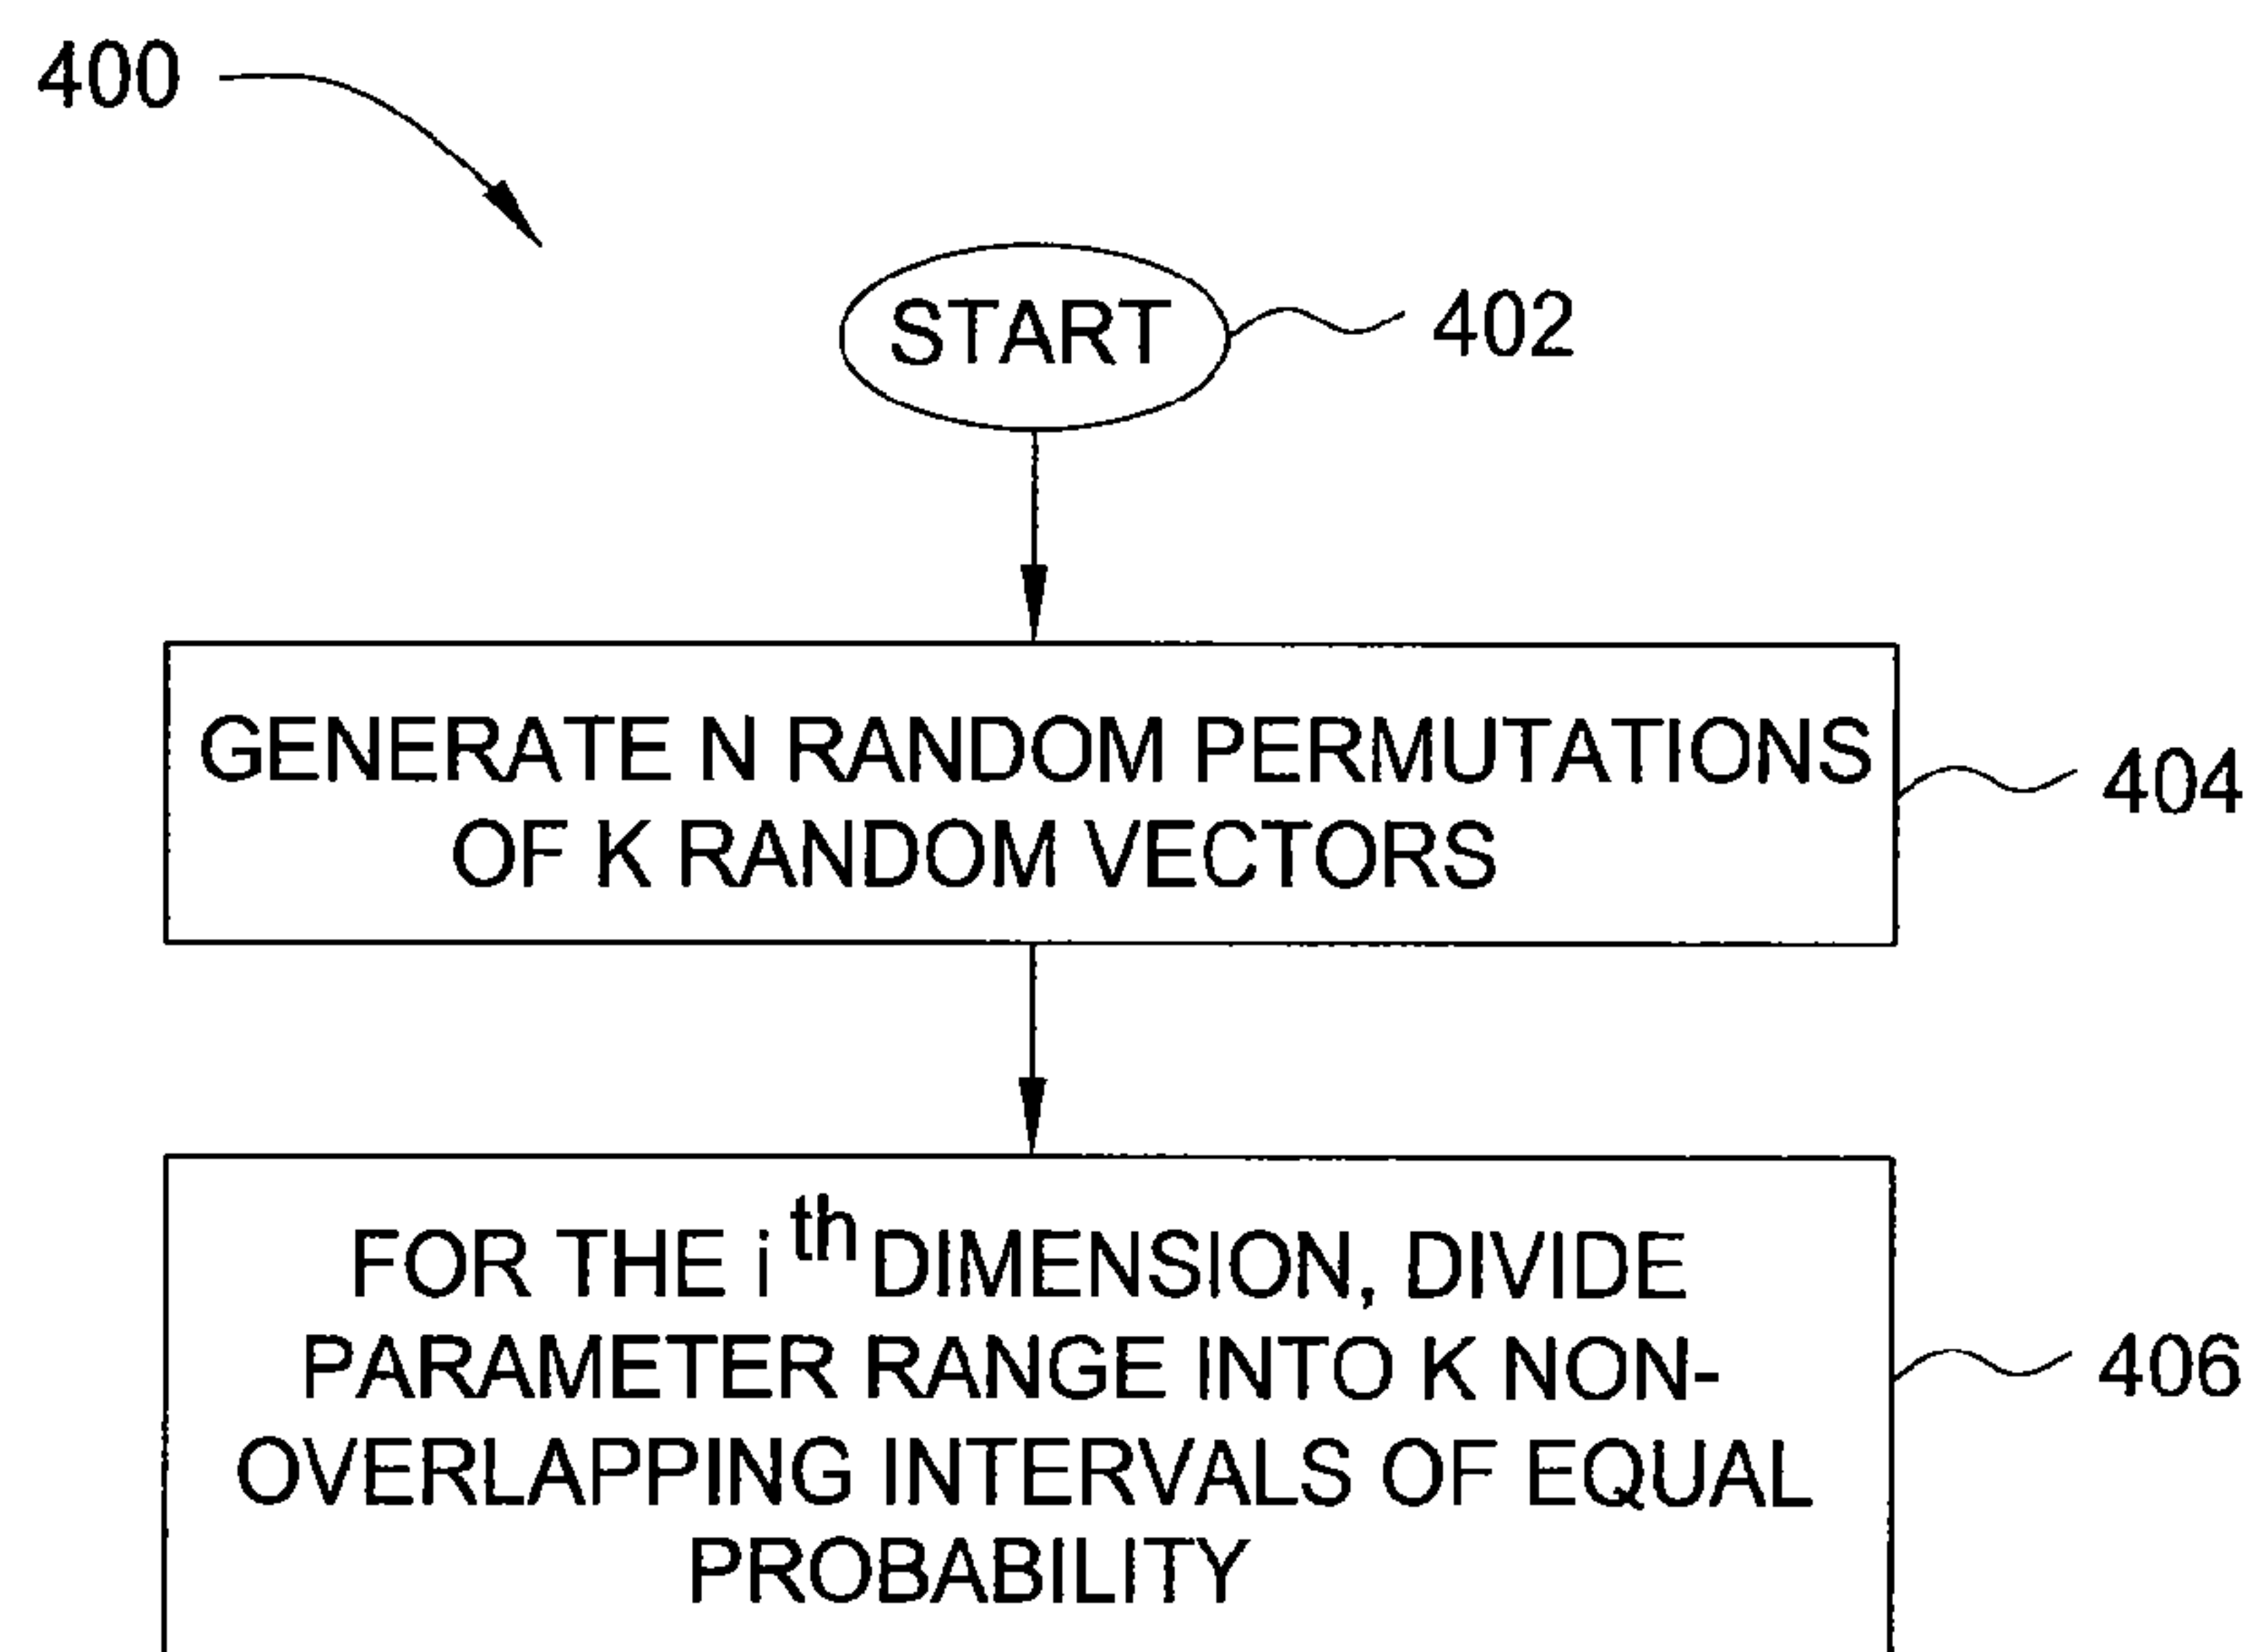 400
START
402
GENERATE N RANDOM PERMUTATIONS
OF K RANDOM VECTORS
404
FOR THE i th DIMENSION, DIVIDE
PARAMETER RANGE INTO K NON-
OVERLAPPING INTERVALS OF EQUAL
PROBABILITY
406